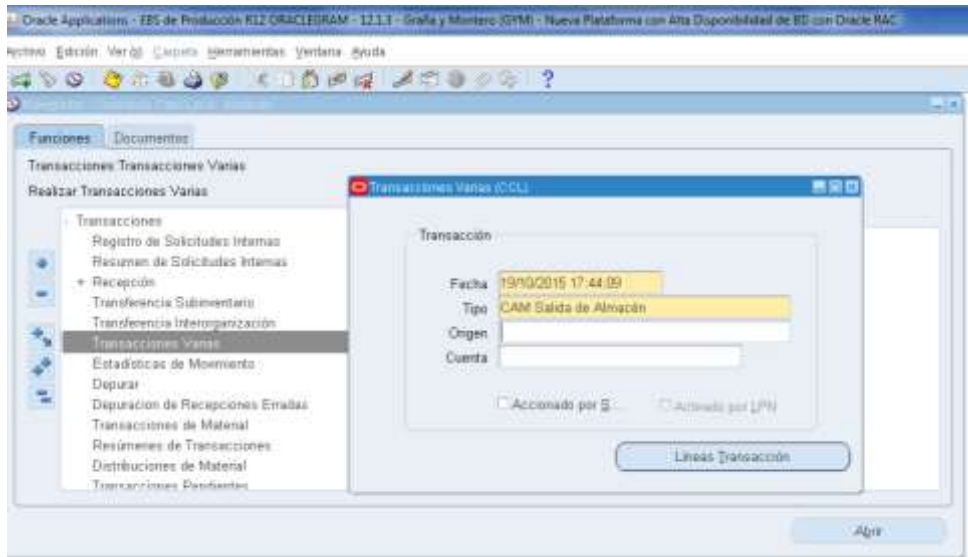 Oracle Applications - EBS de Producción R12 ORACLEGRAM - 12.1.3 - Graña y Montero (GYM) - Nueva Plataforma con Alta Disponibilidad de BD con Oracle RAC
Archivo Edición Ver Carpeta Herramientas Ventana Ayuda
Funciones Documentos
Transacciones Transacciones Varias
Realizar Transacciones Varias
Transacciones
Registro de Solicitudes Internas
Resumen de Solicitudes Internas
+ Recepción
Transferencia Subinventario
Transferencia Interorganización
Transacciones Varias
Estadísticas de Movimiento
Depurar
Depuracion de Recepciones Erradas
Transacciones de Material
Resúmenes de Transacciones
Distribuciones de Material
Transacciones Pendientes
Transacciones Varias (CCL)
Transacción
Fecha 19/10/2015 17:44:09
Tipo CAM Salida de Almacén
Origen
Cuenta
Accionado por S...
Activado por LPN
Líneas Transacción
Abrir